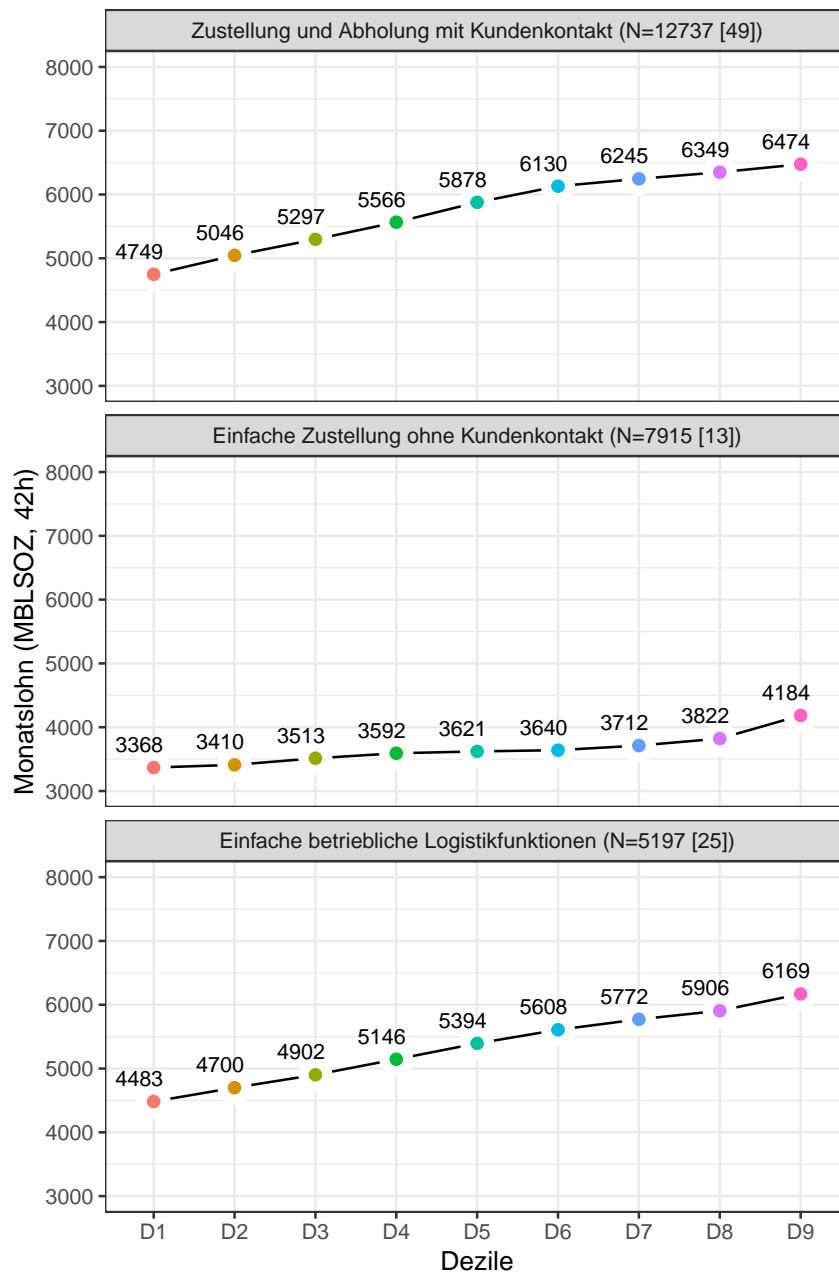 Zustellung und Abholung mit Kundenkontakt (N=12737 [49])
8000
7000
6000
5000
4000
3000
4749 5046 5297 5566 5878 6130 6245 6349 6474
Einfache Zustellung ohne Kundenkontakt (N=7915 [13])
8000
7000
6000
5000
4000
3000
3368 3410 3513 3592 3621 3640 3712 3822 4184
Monatslohn (MBLSOZ, 42h)
Einfache betriebliche Logistikfunktionen (N=5197 [25])
8000
7000
6000
5000
4000
3000
4483 4700 4902 5146 5394 5608 5772 5906 6169
D1 D2 D3 D4 D5 D6 D7 D8 D9
Dezile